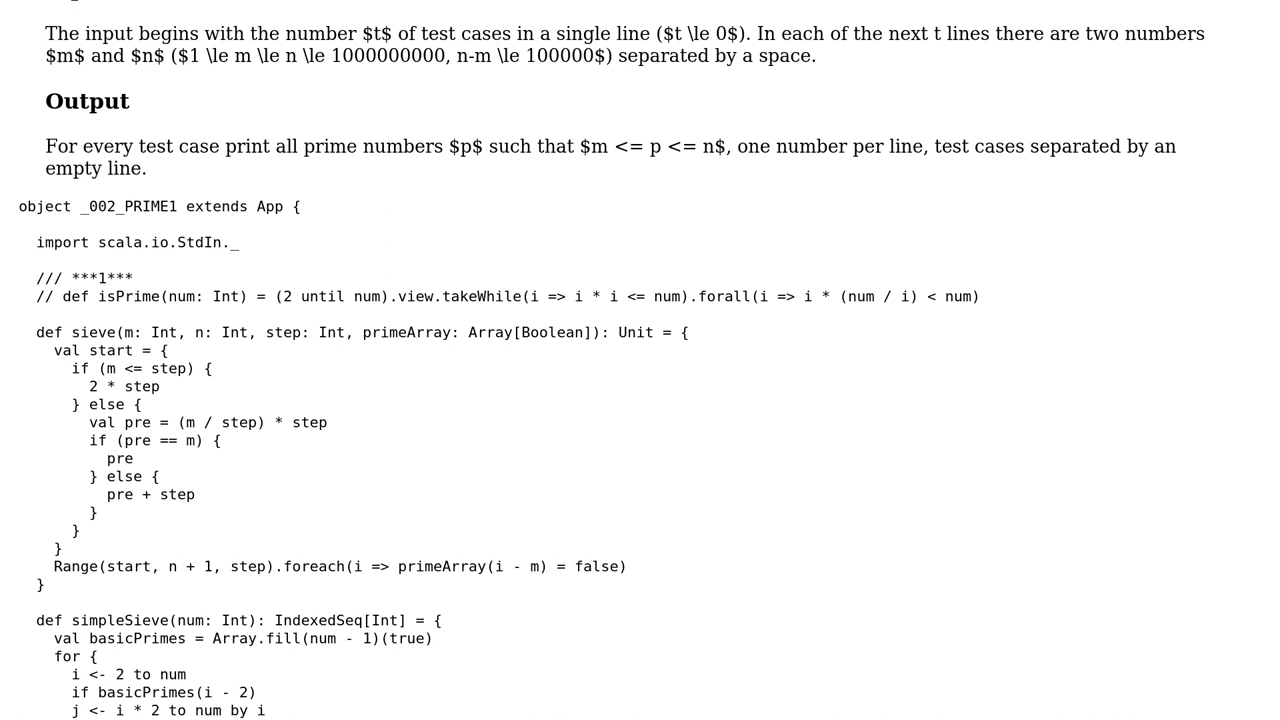 The input begins with the number $t$ of test cases in a single line ($t \le 0$). In each of the next t lines there are two numbers
$m$ and $n$ ($1 \le m \le n \le 1000000000, n-m \le 100000$) separated by a space.
Output
For every test case print all prime numbers $p$ such that $m <= p <= n$, one number per line, test cases separated by an
empty line.
object _002_PRIME1 extends App {
  import scala.io.StdIn._
  /// ***1***
  // def isPrime(num: Int) = (2 until num).view.takeWhile(i => i * i <= num).forall(i => i * (num / i) < num)
  def sieve(m: Int, n: Int, step: Int, primeArray: Array[Boolean]): Unit = {
    val start = {
      if (m <= step) {
        2 * step
      } else {
        val pre = (m / step) * step
        if (pre == m) {
          pre
        } else {
          pre + step
        }
      }
    }
    Range(start, n + 1, step).foreach(i => primeArray(i - m) = false)
  }
  def simpleSieve(num: Int): IndexedSeq[Int] = {
    val basicPrimes = Array.fill(num - 1)(true)
    for {
      i <- 2 to num
      if basicPrimes(i - 2)
      j <- i * 2 to num by i